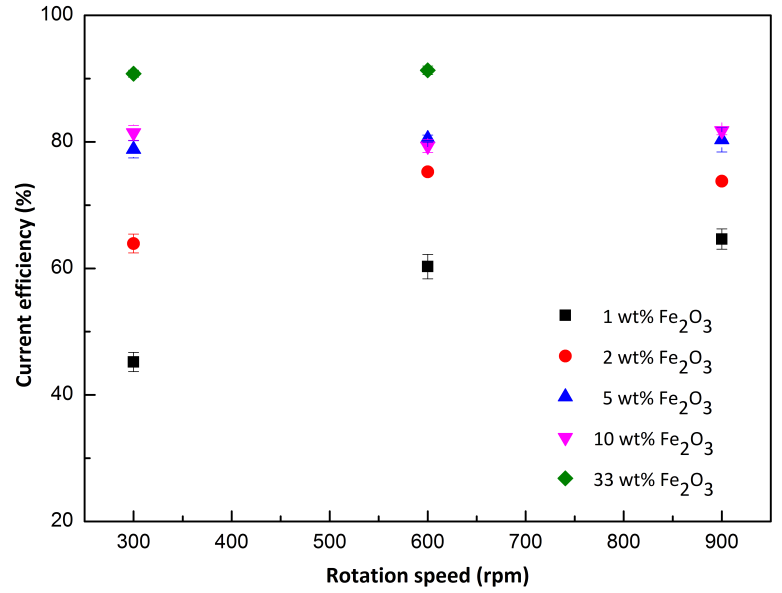 100
80
60
40
20
Current efficiency (%)
1 wt% Fe₂O₃
2 wt% Fe₂O₃
5 wt% Fe₂O₃
10 wt% Fe₂O₃
33 wt% Fe₂O₃
300 400 500 600 700 800 900
Rotation speed (rpm)